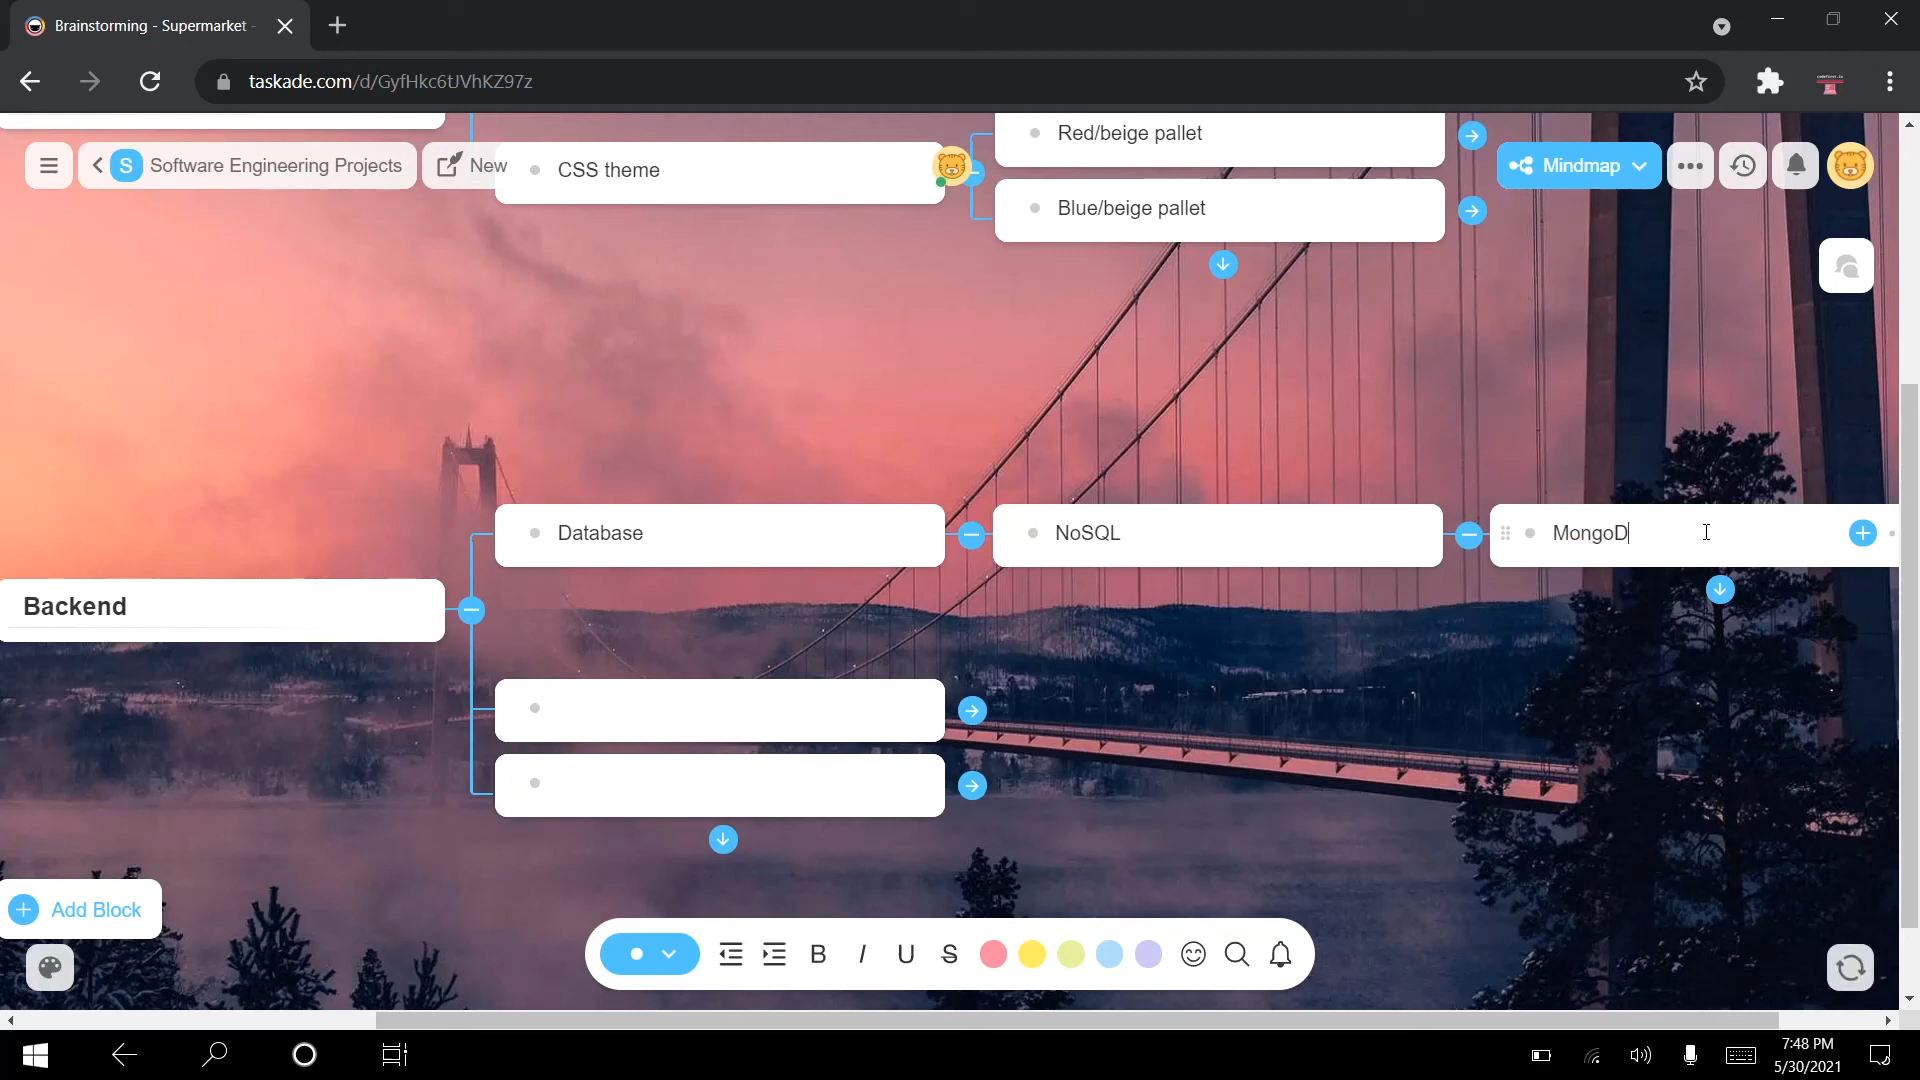 Brainstorming - Supermarket -
taskade.com/d/GyfHkc6tJVhKZ97z
Software Engineering Projects
New
CSS theme
Red/beige pallet
Blue/beige pallet
Mindmap
Database
NoSQL
MongoD
Backend
Add Block
B I U S
7:48 PM
5/30/2021